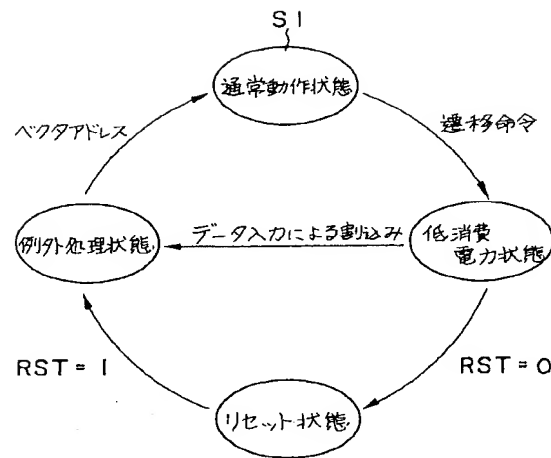 S1
通常動作状態
ベクタアドレス
遷移命令
例外処理状態
データ入力による割込み
低消費
電力状態
RST = 1
RST = 0
リセット状態